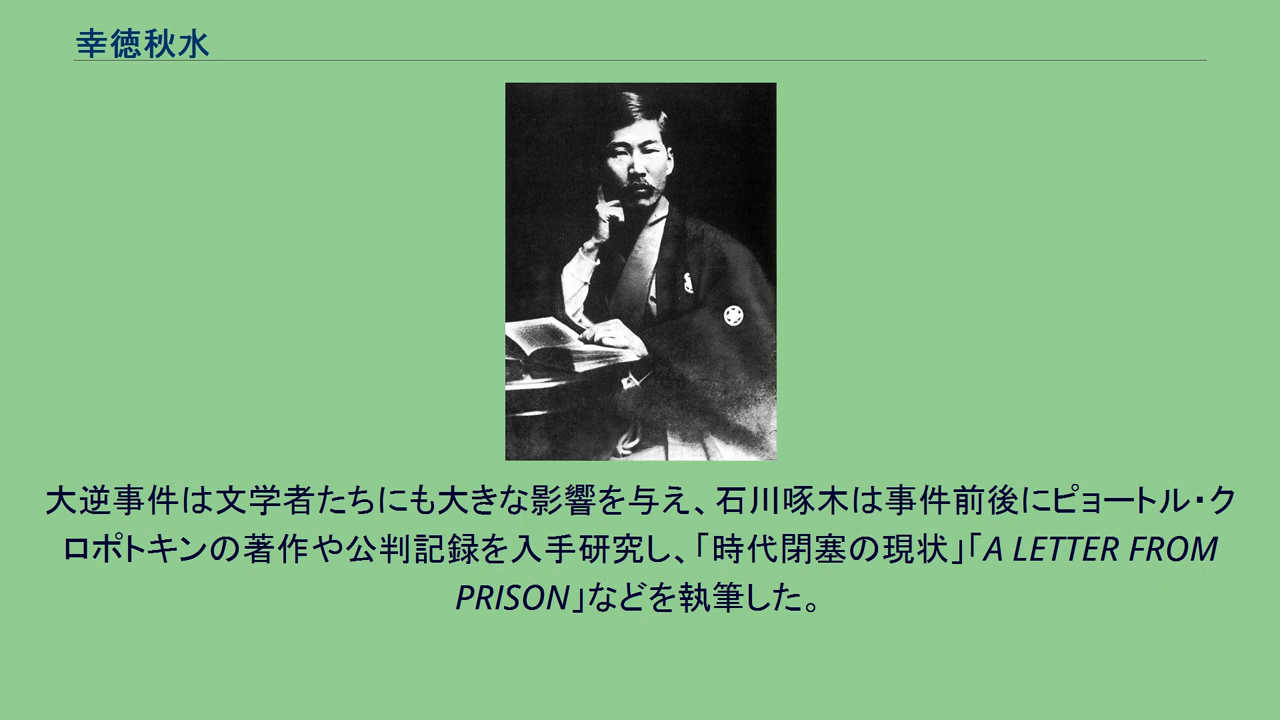 幸徳秋水
大逆事件は文学者たちにも大きな影響を与え、石川啄木は事件前後にピョートル・ク
ロポトキンの著作や公判記録を入手研究し、「時代閉塞の現状」「A LETTER FROM
PRISON」などを執筆した。